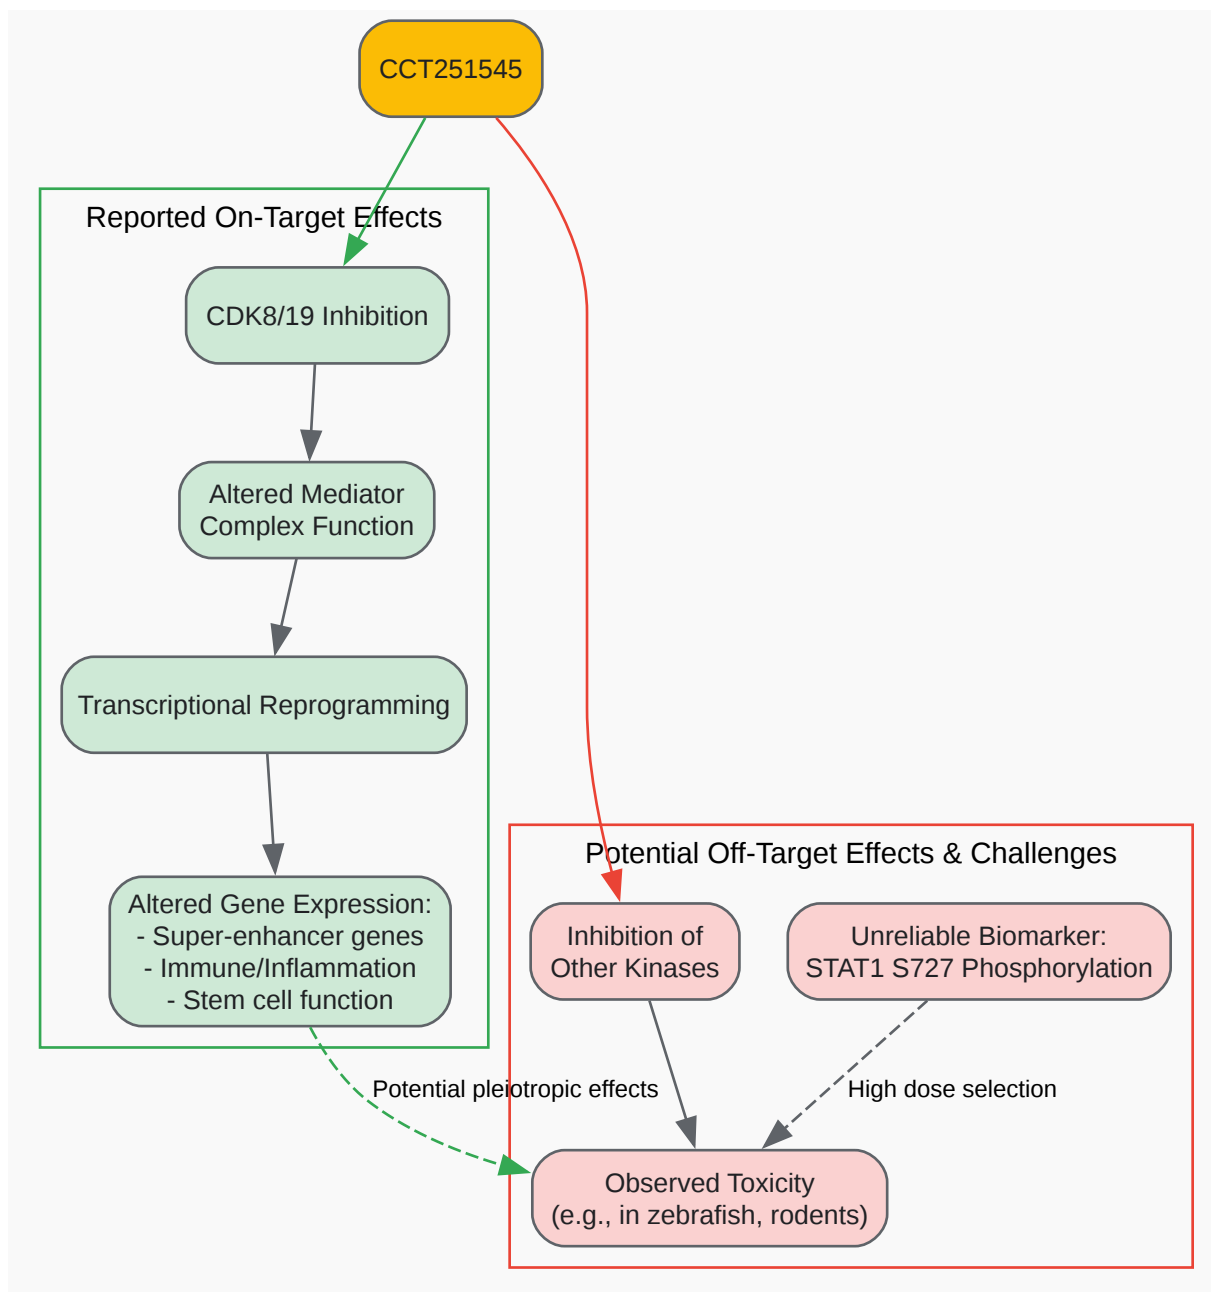 CCT251545
Reported On-Target Effects
CDK8/19 Inhibition
Altered Mediator
Complex Function
Transcriptional Reprogramming
Altered Gene Expression:
- Super-enhancer genes
- Immune/Inflammation
- Stem cell function
Potential Off-Target Effects & Challenges
Inhibition of
Other Kinases
Unreliable Biomarker:
STAT1 S727 Phosphorylation
Potential pleiotropic effects
High dose selection
Observed Toxicity
(e.g., in zebrafish, rodents)